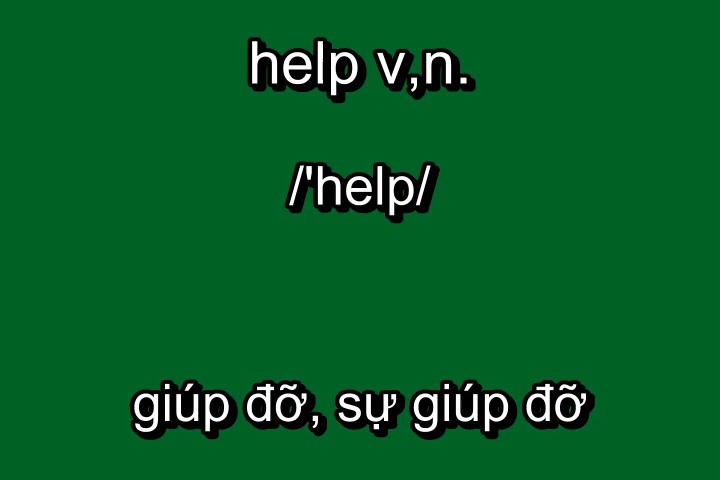 help v,n.
/'help/
giúp đỡ, sự giúp đỡ